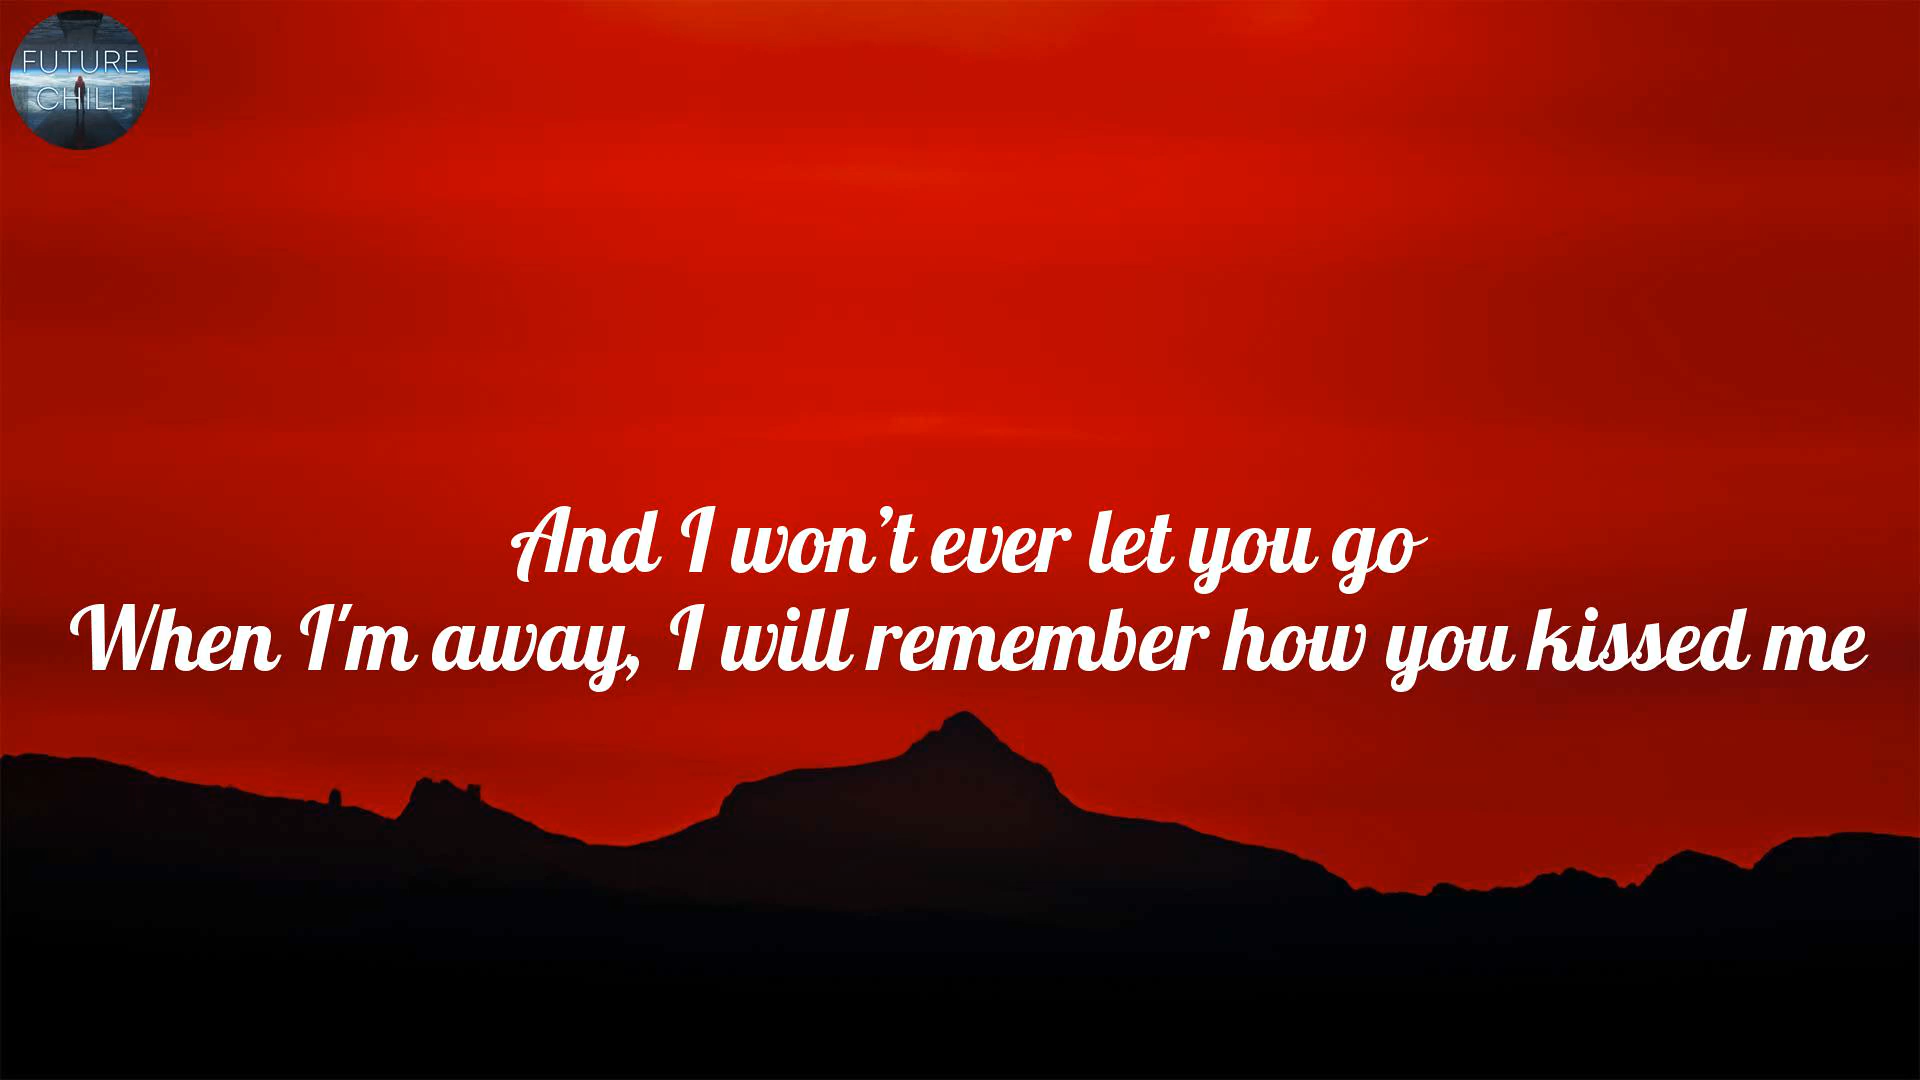 FUTURE
CHILL
And I won’t ever let you go
When I'm away, I will remember how you kissed me